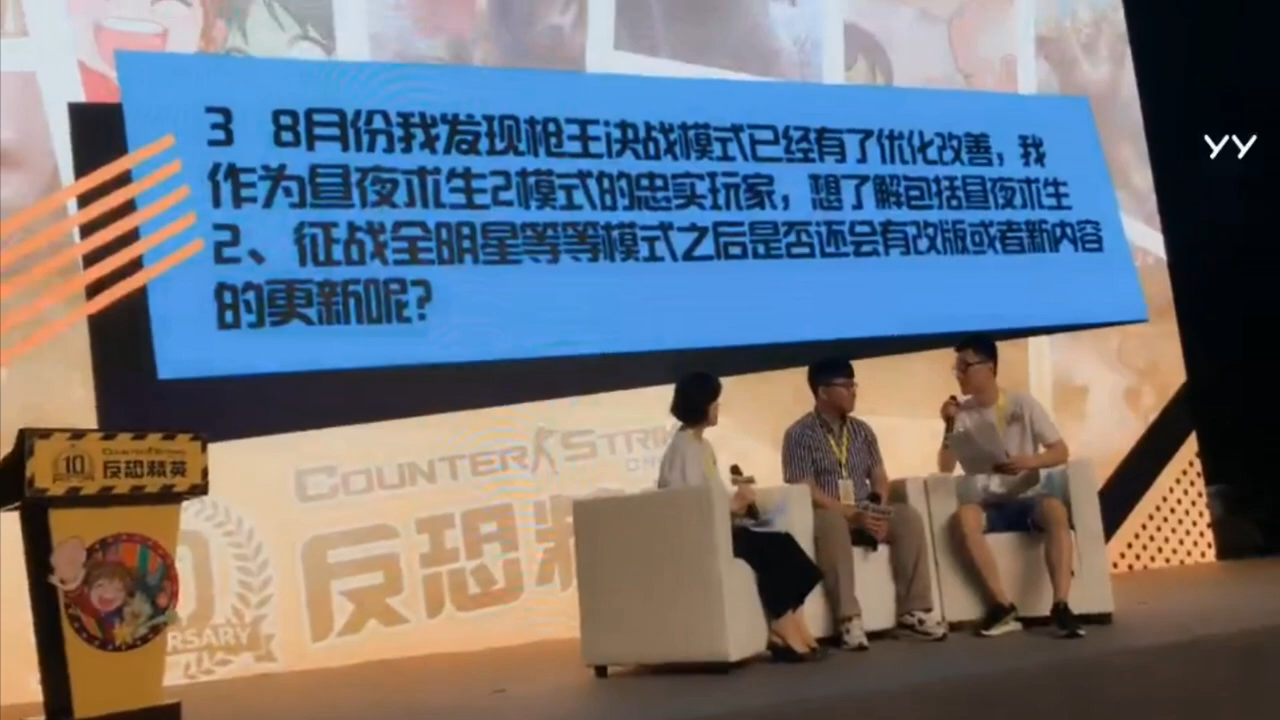 3 8月份我发现枪王决战模式已经有了优化改善，我
作为昼夜求生2模式的忠实玩家，想了解包括昼夜求生
2、征战全明星等等模式之后是否还会有改版或者新内容
的更新呢？
YY
COUNTER STRIK
反恐精
COUNTER STRIKE
10
反恐精英
RSARY